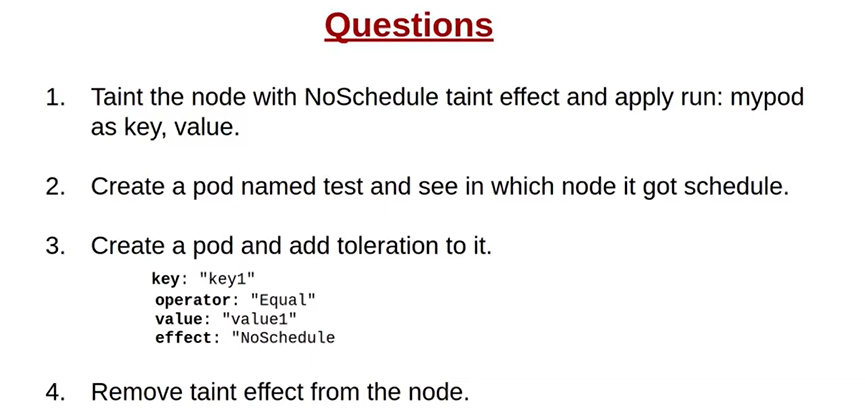 Questions
1. Taint the node with NoSchedule taint effect and apply run: mypod
as key, value.
2. Create a pod named test and see in which node it got schedule.
3. Create a pod and add toleration to it.
key: "key1"
operator: "Equal"
value: "value1"
effect: "NoSchedule
4. Remove taint effect from the node.